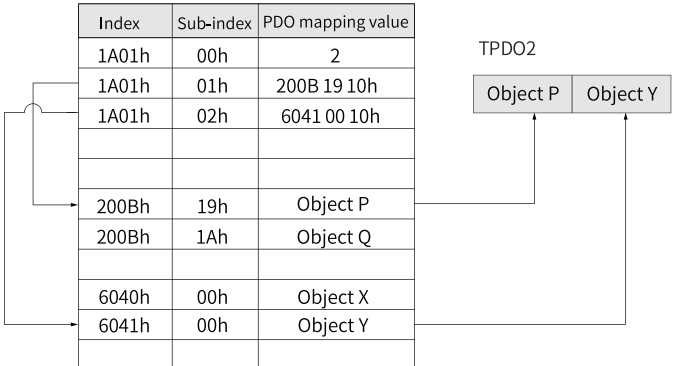 Index Sub-index PDO mapping value
1A01h 00h 2
1A01h 01h 200B 19 10h
1A01h 02h 6041 00 10h
200Bh 19h Object P
200Bh 1Ah Object Q
6040h 00h Object X
6041h 00h Object Y
TPDO2
Object P Object Y